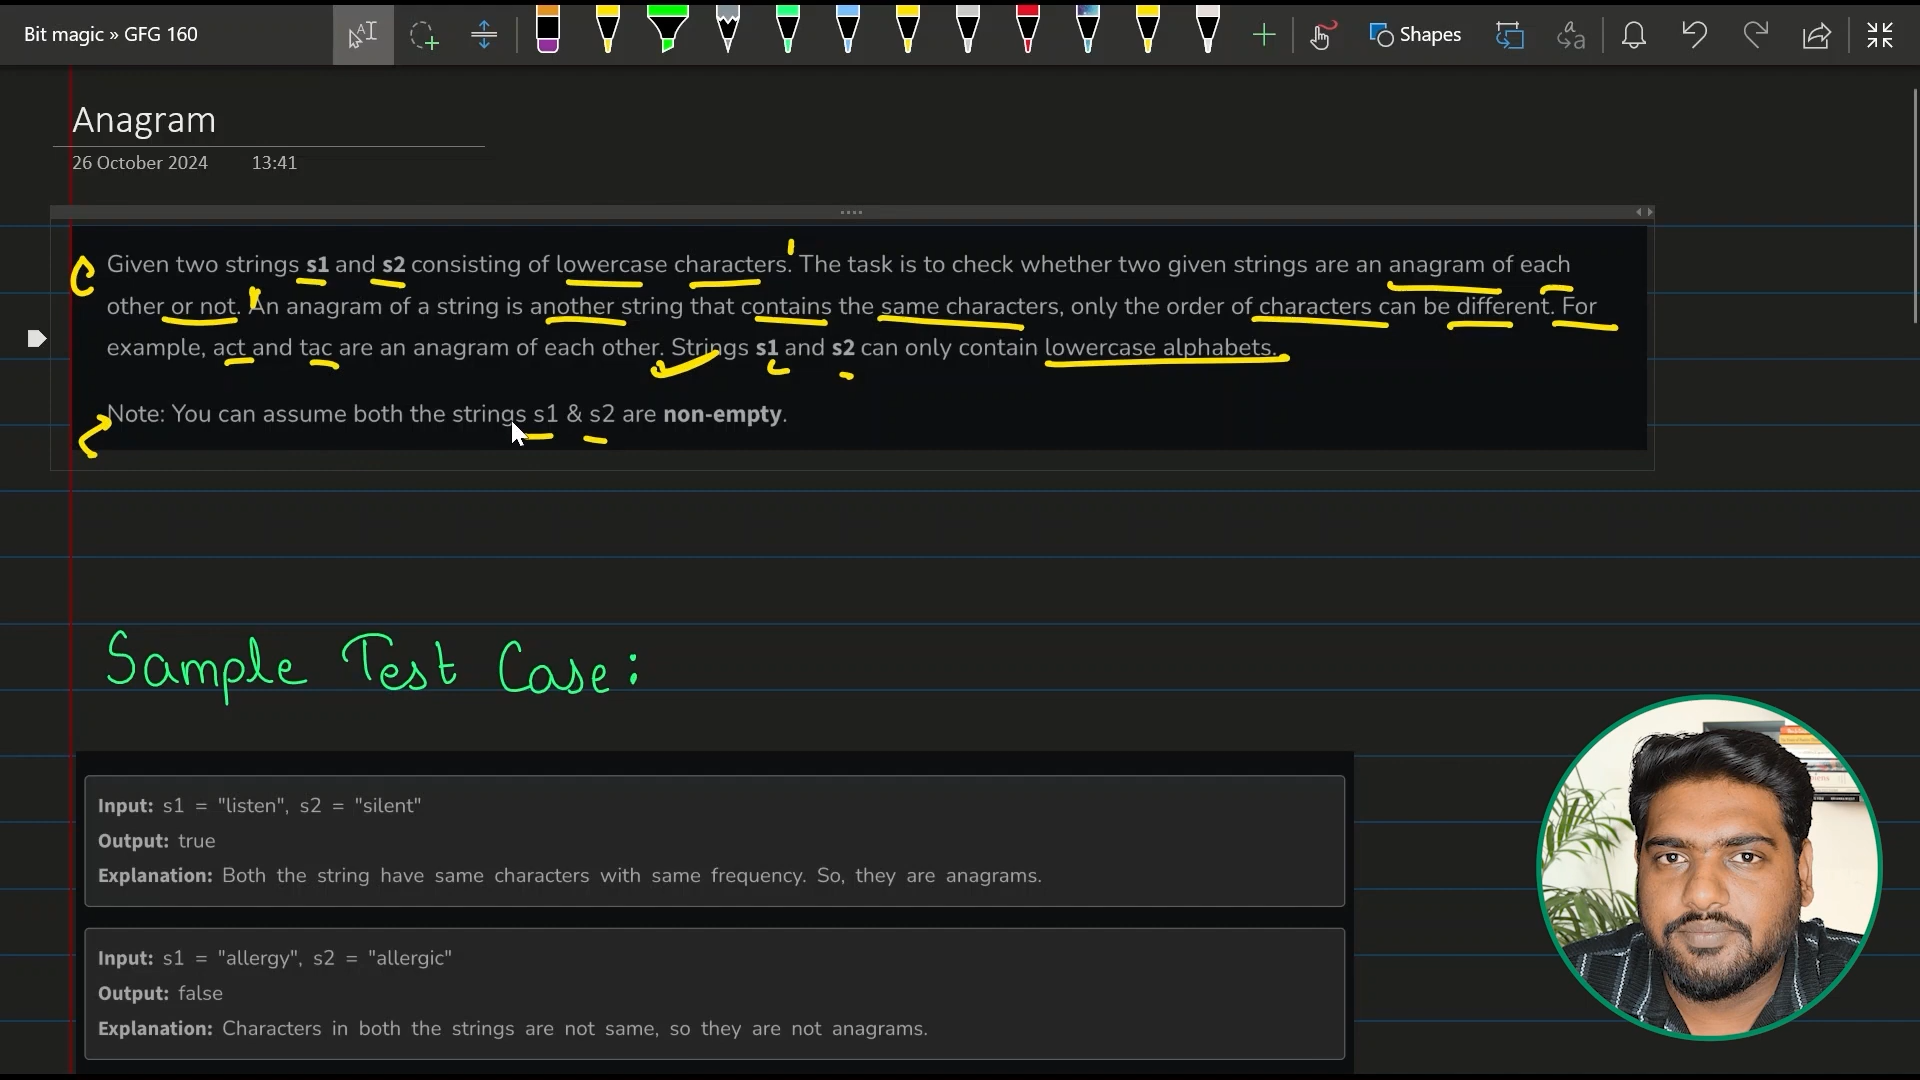 Bit magic » GFG 160
Shapes
Anagram
26 October 2024 13:41
Given two strings s1 and s2 consisting of lowercase characters. The task is to check whether two given strings are an anagram of each
other or not. An anagram of a string is another string that contains the same characters, only the order of characters can be different. For
example, act and tac are an anagram of each other. Strings s1 and s2 can only contain lowercase alphabets.
Note: You can assume both the strings s1 & s2 are non-empty.
Sample Test Case:
Input: s1 = "listen", s2 = "silent"
Output: true
Explanation: Both the string have same characters with same frequency. So, they are anagrams.
Input: s1 = "allergy", s2 = "allergic"
Output: false
Explanation: Characters in both the strings are not same, so they are not anagrams.